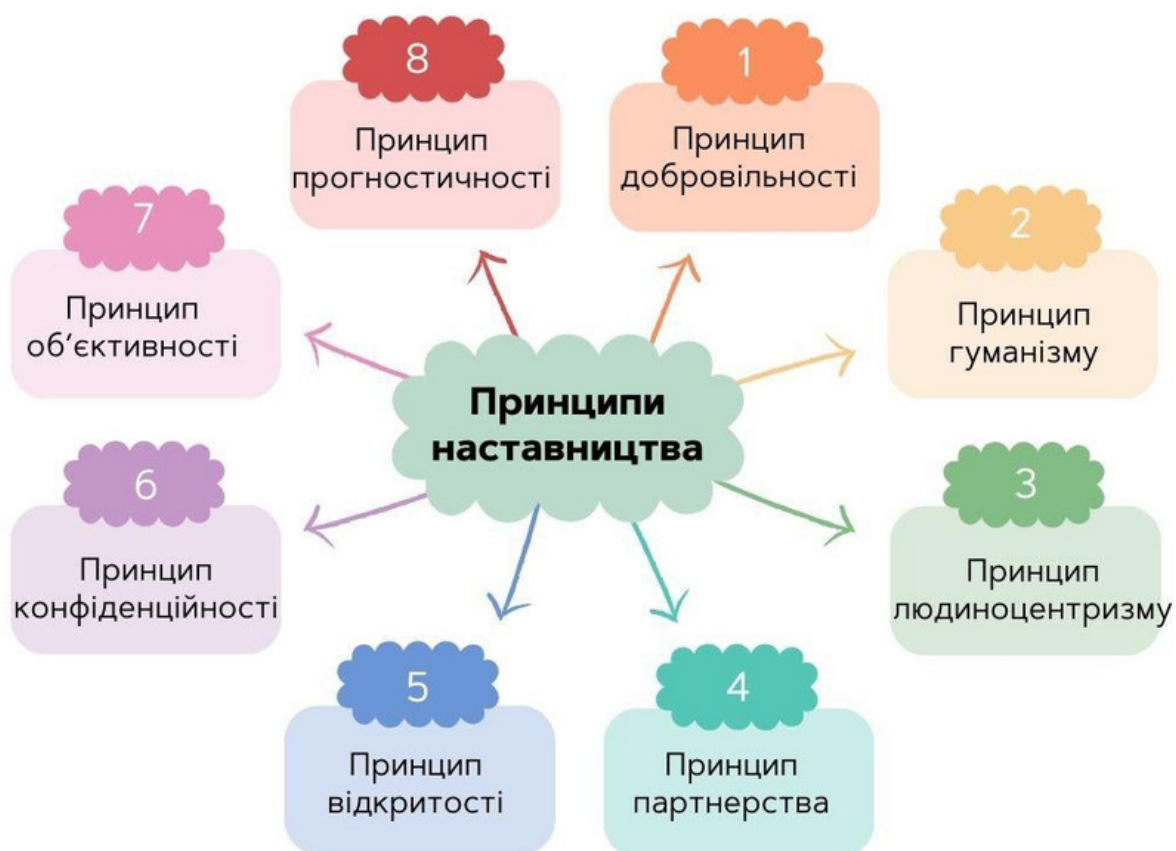 Принципи
наставництва
1
Принцип
добровільності
2
Принцип
гуманізму
3
Принцип
людиноцентризму
4
Принцип
партнерства
5
Принцип
відкритості
6
Принцип
конфіденційності
7
Принцип
об‘єктивності
8
Принцип
прогностичності